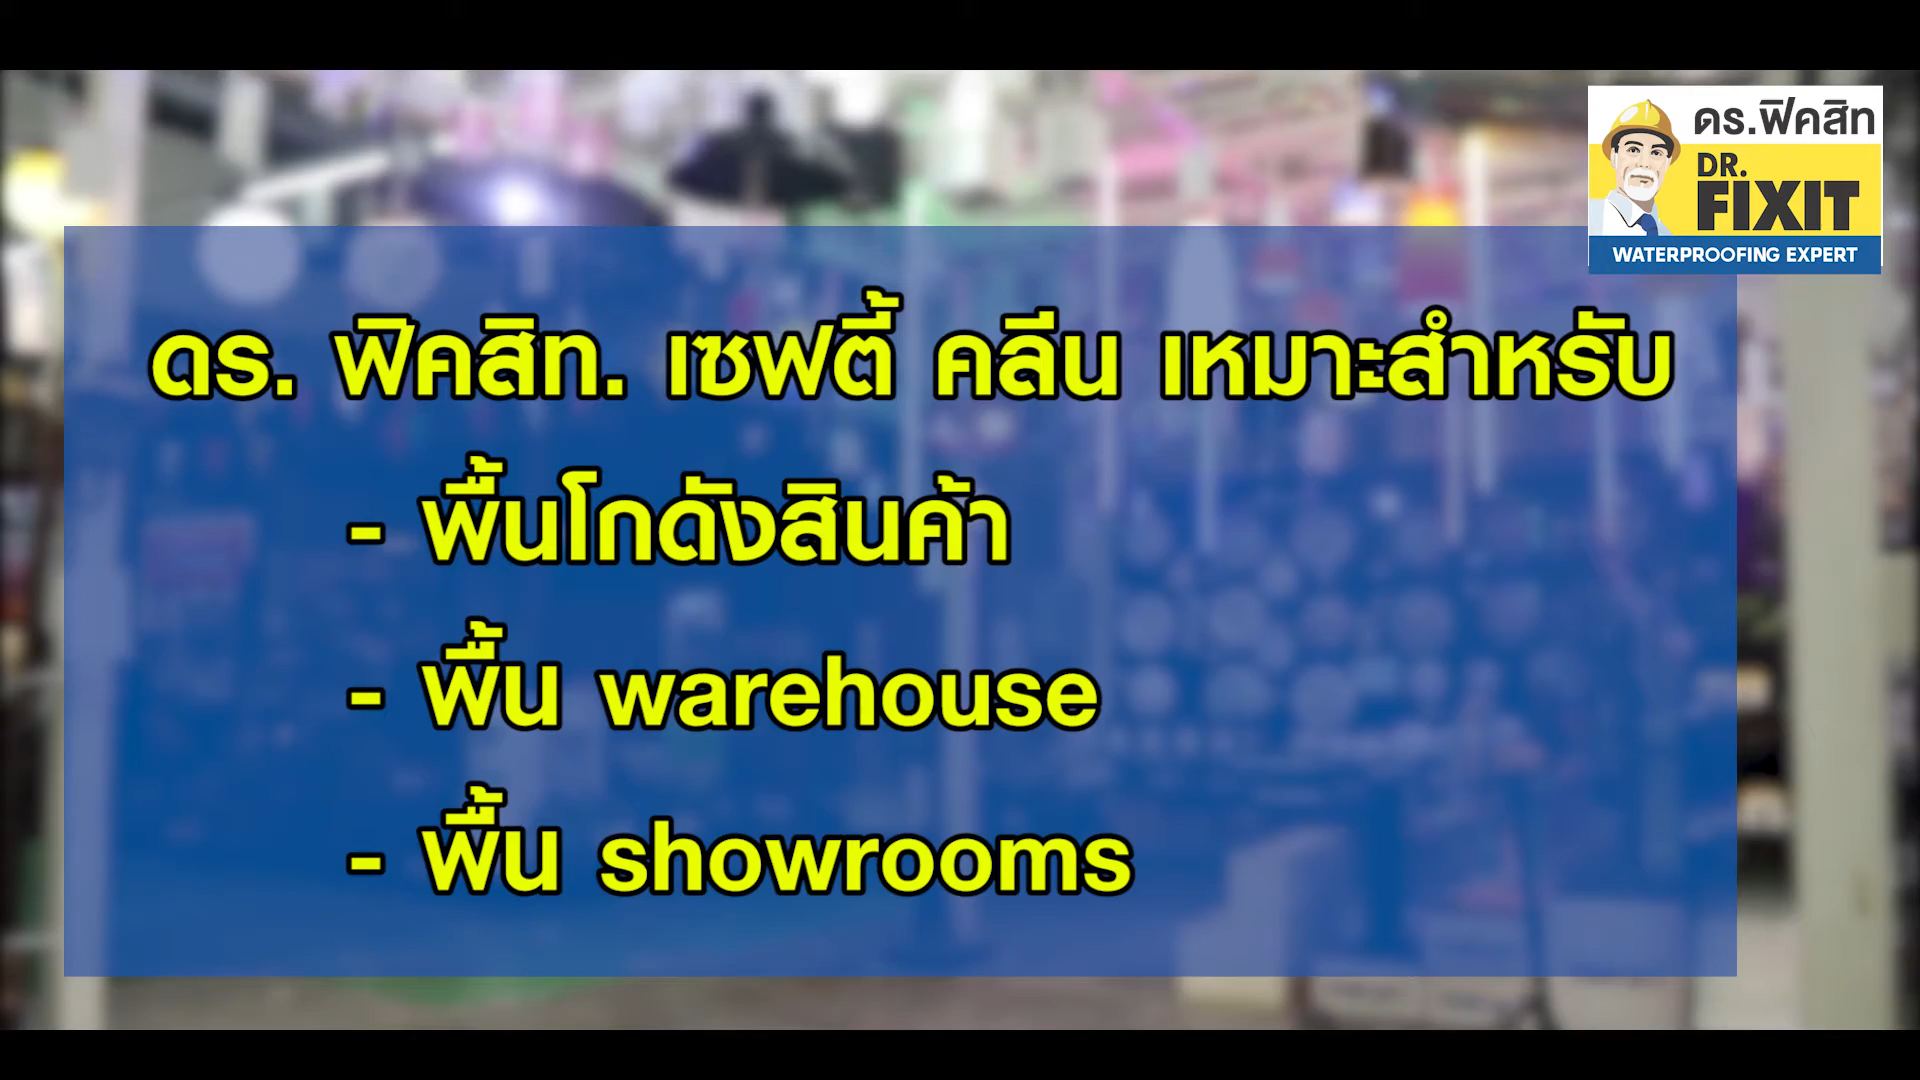 ดร.ฟิคสิท
DR.
FIXIT
WATERPROOFING EXPERT
ดร. ฟิคสิท. เซฟตี้ คลีน เหมาะสำหรับ
- พื้นโกดังสินค้า
- พื้น warehouse
- พื้น showrooms